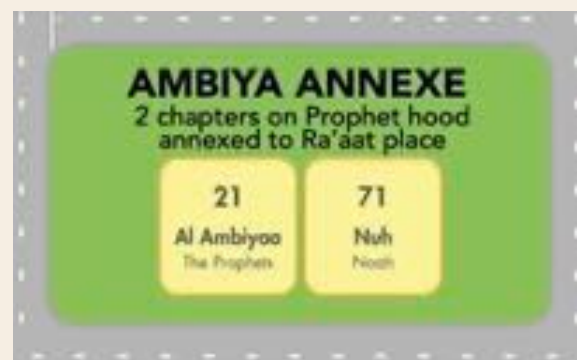 AMBIYA ANNEXE
2 chapters on Prophet hood
annexed to Ra'aat place
21
Al Ambiyaa
The Prophets
71
Nuh
Noah